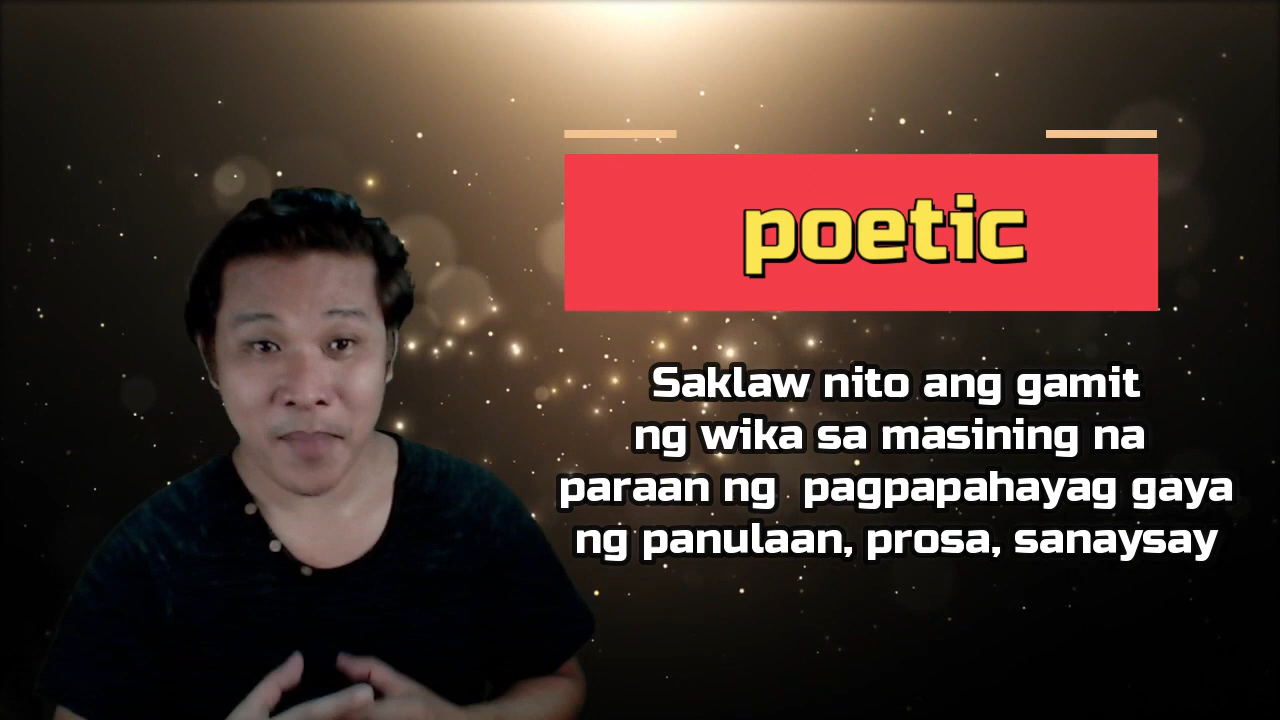 poetic
Saklaw nito ang gamit
ng wika sa masining na
paraan ng pagpapahayag gaya
ng panulaan, prosa, sanaysay